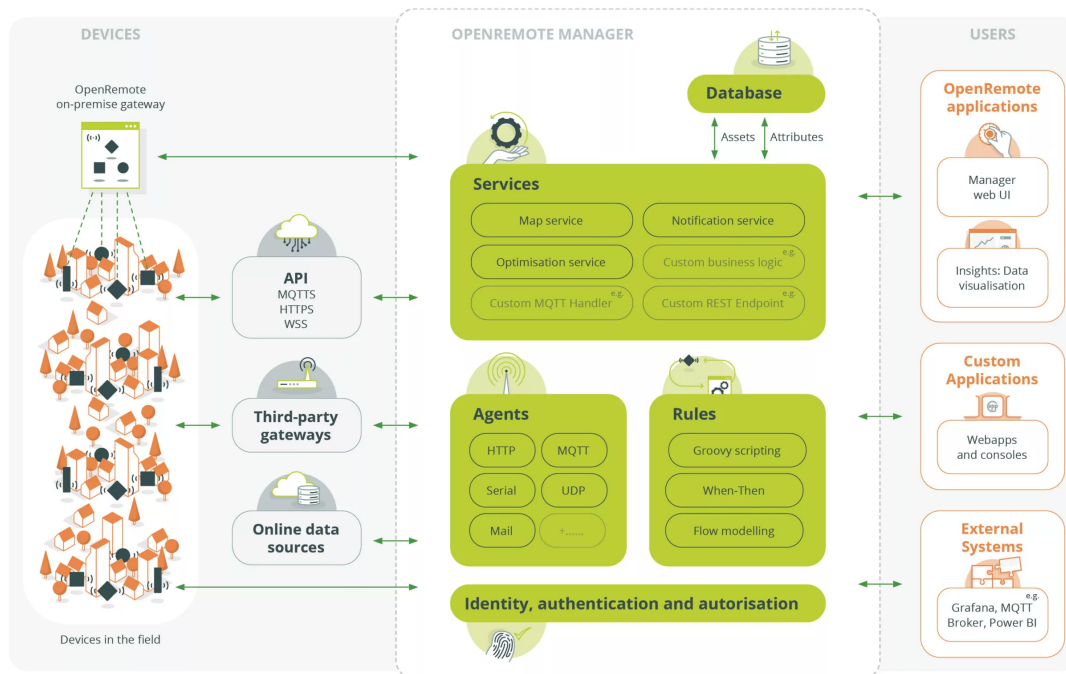 DEVICES
OpenRemote
on-premise gateway
API
MQTTS
HTTPS
WSS
Third-party
gateways
Online data
sources
Devices in the field
OPENREMOTE MANAGER
Database
Assets
Attributes
Services
Map service
Notification service
Optimisation service
Custom business logic
e.g.
Custom MQTT Handler
e.g.
Custom REST Endpoint
e.g.
Agents
HTTP
MQTT
Serial
UDP
Mail
+......
Rules
Groovy scripting
When-Then
Flow modelling
Identity, authentication and autorisation
USERS
OpenRemote
applications
Manager
web UI
Insights: Data
visualisation
Custom
Applications
Webapps
and consoles
External
Systems
e.g.
Grafana, MQTT
Broker, Power BI